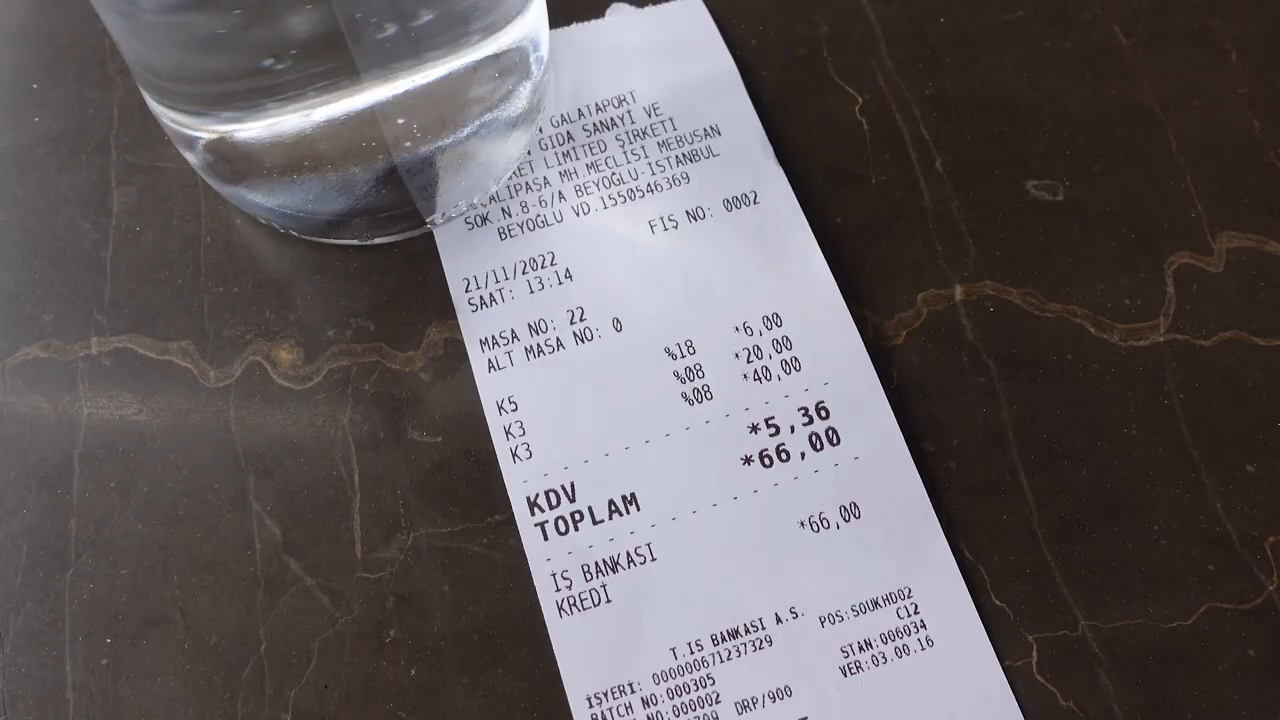 GALATAPORT
GIDA SANAYİ VE
LİMİTED ŞİRKETİ
MH.MECLİSİ MEBUSAN
SOK.N.8-6/A BEYOĞLU-İSTANBUL
BEYOĞLU VD.1550546369
FİŞ NO: 0002
21/11/2022
SAAT: 13:14
MASA NO: 22
ALT MASA NO: 0
K5 %18 *6,00
K3 %08 *20,00
K3 %08 *40,00
KDV *5,36
TOPLAM *66,00
İŞ BANKASI *66,00
KREDİ
T.IS BANKASI A.S.
İŞYERİ: 000000671237329 POS:SOUKHD02
BATCH NO:000305 C12
NO:000002 STAN:006034
DRP/900 VER:03.00.16